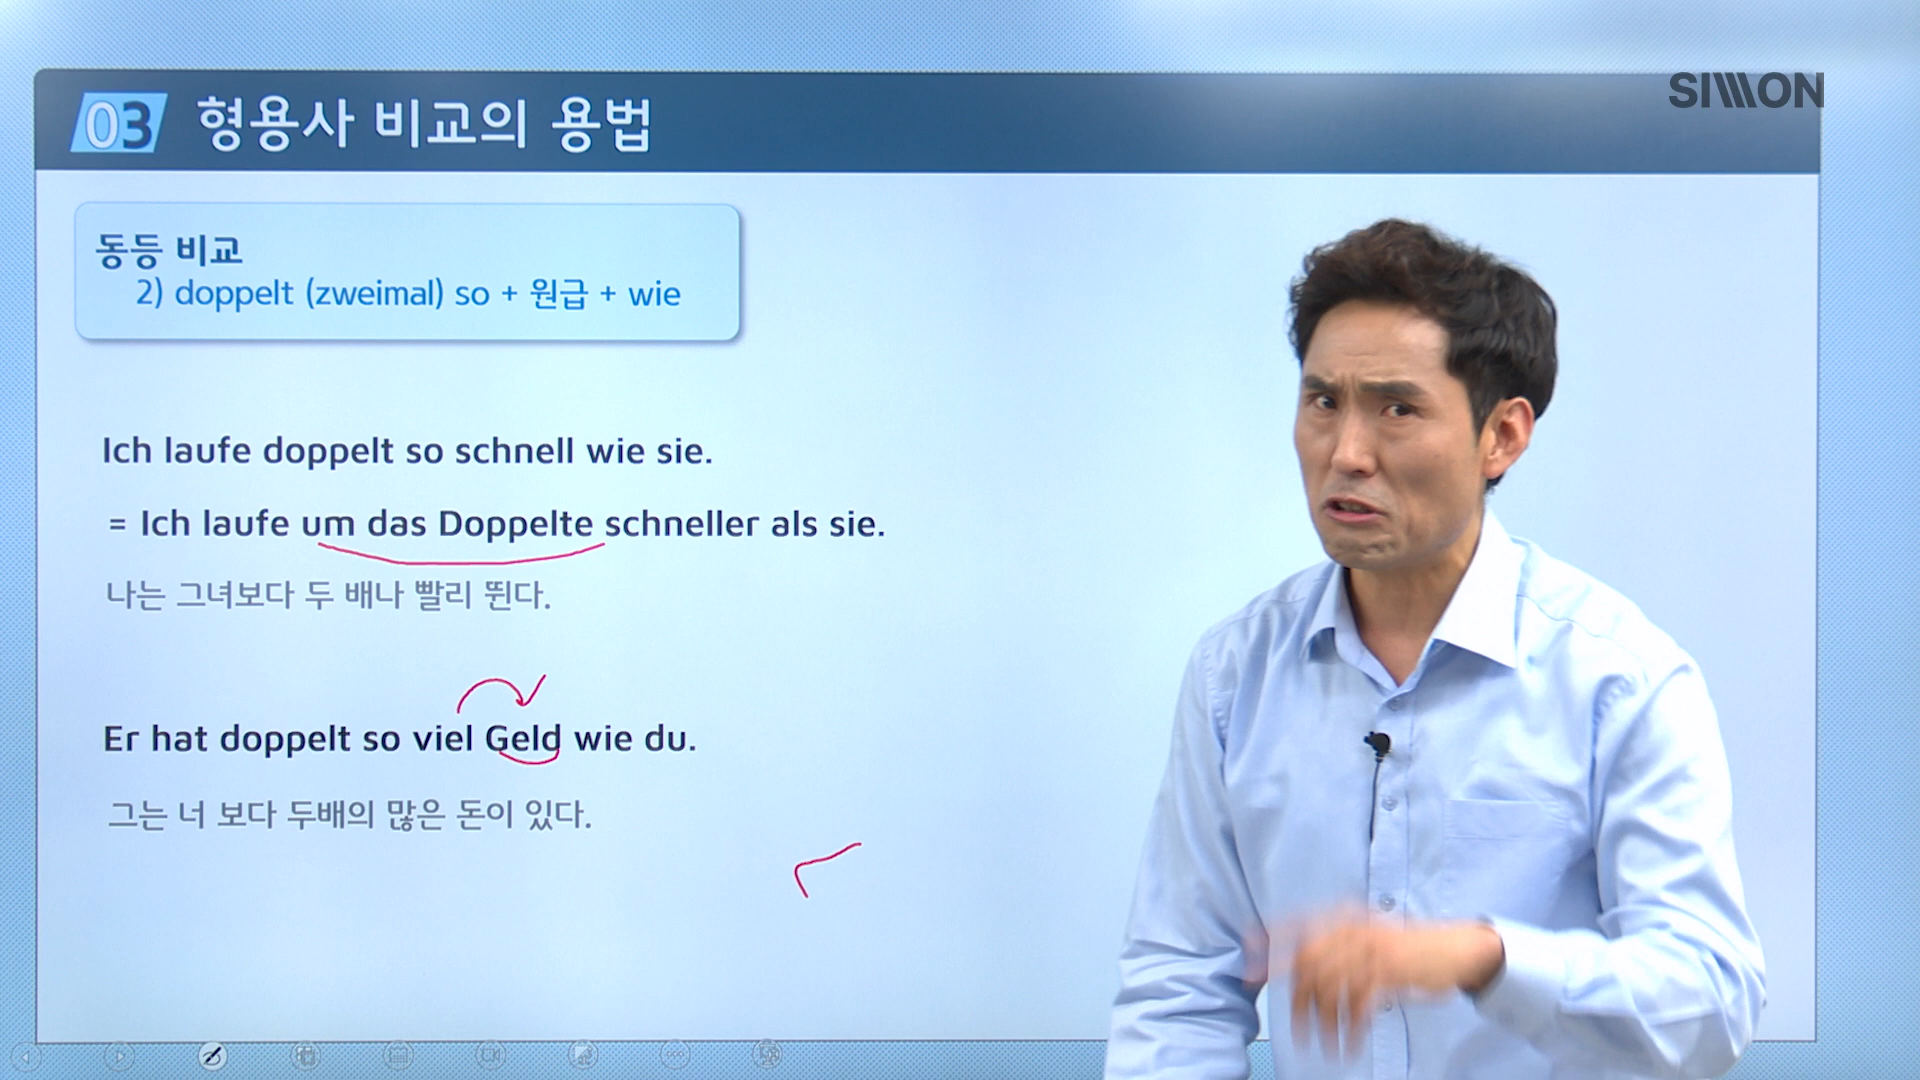 SIWON
03 형용사 비교의 용법
동등 비교
2) doppelt (zweimal) so + 원급 + wie
Ich laufe doppelt so schnell wie sie.
= Ich laufe um das Doppelte schneller als sie.
나는 그녀보다 두 배나 빨리 뛴다.
Er hat doppelt so viel Geld wie du.
그는 너 보다 두배의 많은 돈이 있다.